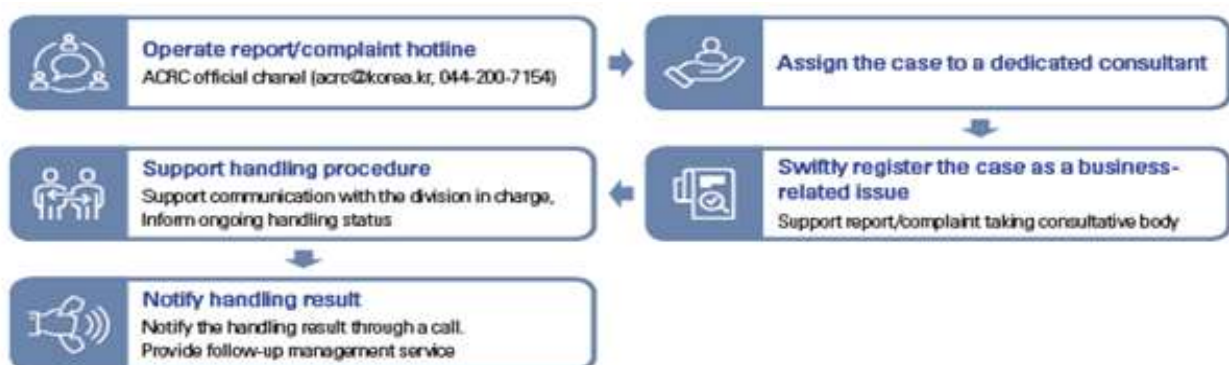 Operate report/complaint hotline
ACRC official chanel (acrc@korea.kr, 044-200-7154)
Assign the case to a dedicated consultant
Swiftly register the case as a business-
related issue
Support report/complaint taking consultative body
Support handling procedure
Support communication with the division in charge,
Inform ongoing handling status
Notify handling result
Notify the handling result through a call.
Provide follow-up management service